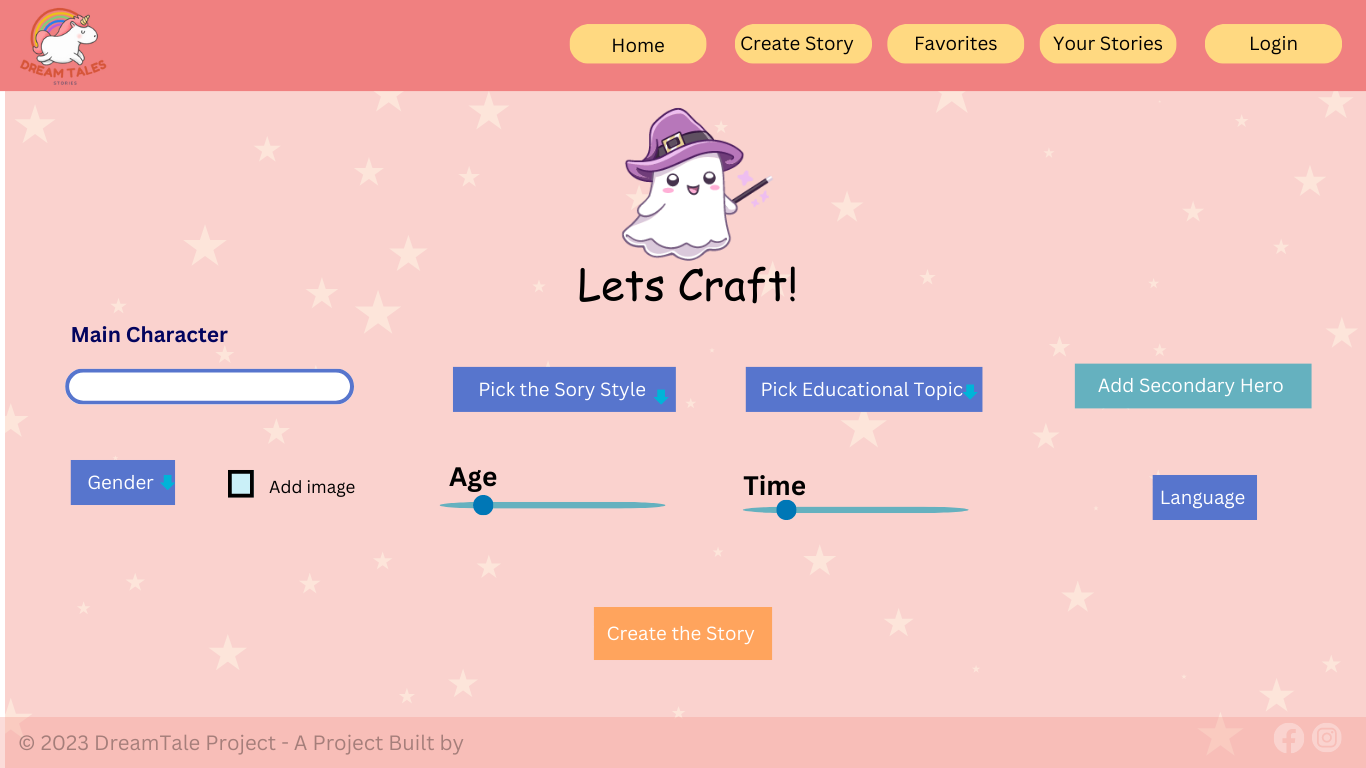 Home
Create Story
Favorites
Your Stories
Login
DREAM TALES
STORIES
Lets Craft!
Main Character
Pick the Sory Style
Pick Educational Topic
Add Secondary Hero
Gender
Add image
Age
Time
Language
Create the Story
© 2023 DreamTale Project - A Project Built by